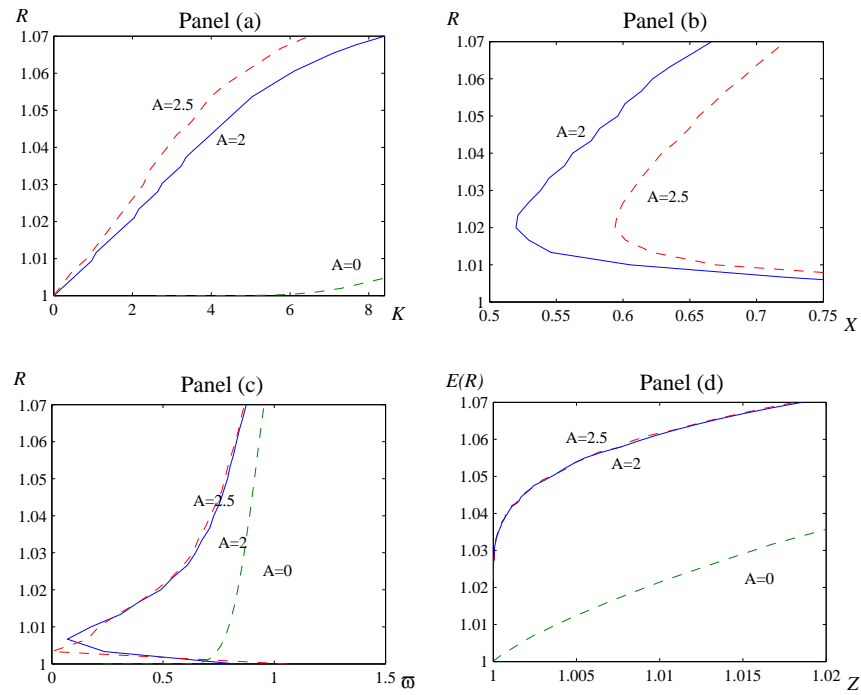 R
Panel (a)
1.07
1.06
1.05
1.04
1.03
1.02
1.01
1
A=2.5
A=2
A=0
0
2
4
6
8
K
Panel (b)
R
1.07
1.06
1.05
1.04
1.03
1.02
1.01
1
A=2
A=2.5
0.5
0.55
0.6
0.65
0.7
0.75
X
R
Panel (c)
1.07
1.06
1.05
1.04
1.03
1.02
1.01
1
A=2.5
A=2
A=0
0
0.5
1
1.5
ϖ
E(R)
Panel (d)
1.07
1.06
1.05
1.04
1.03
1.02
1.01
1
A=2.5
A=2
A=0
1
1.005
1.01
1.015
1.02
Z